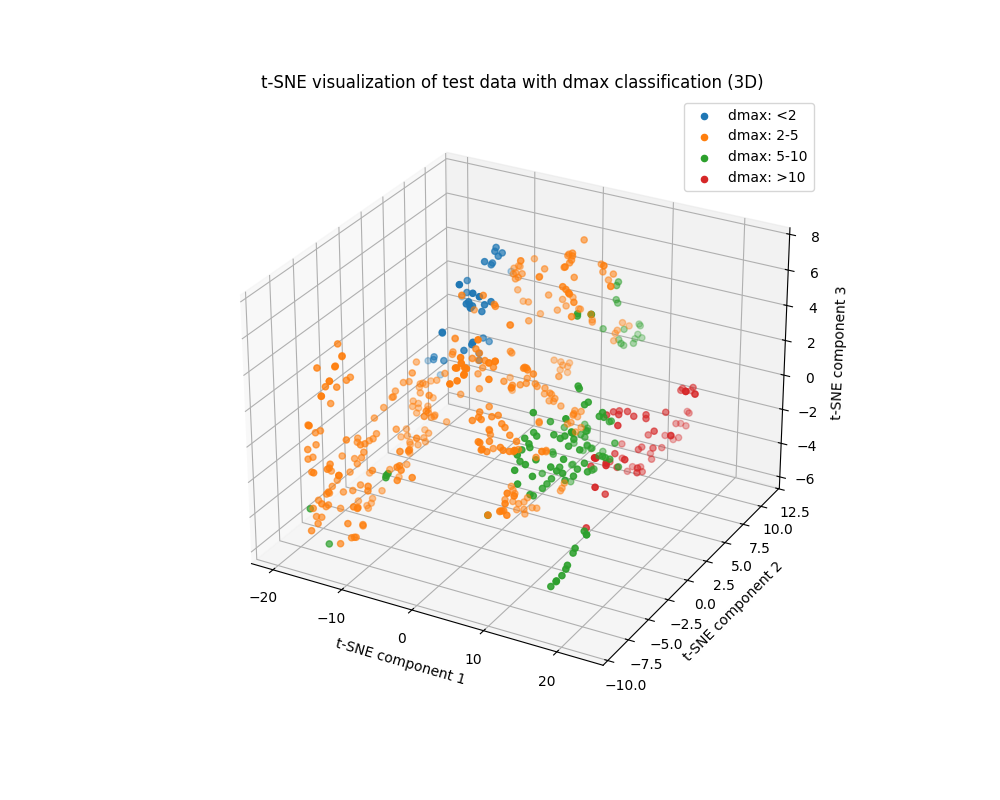 t-SNE visualization of test data with dmax classification (3D)
dmax: <2
dmax: 2-5
dmax: 5-10
dmax: >10
8
6
4
2
0
−2
−4
−6
t-SNE component 3
12.5
10.0
7.5
5.0
2.5
0.0
−2.5
−5.0
−7.5
−10.0
t-SNE component 2
−20
−10
0
10
20
t-SNE component 1